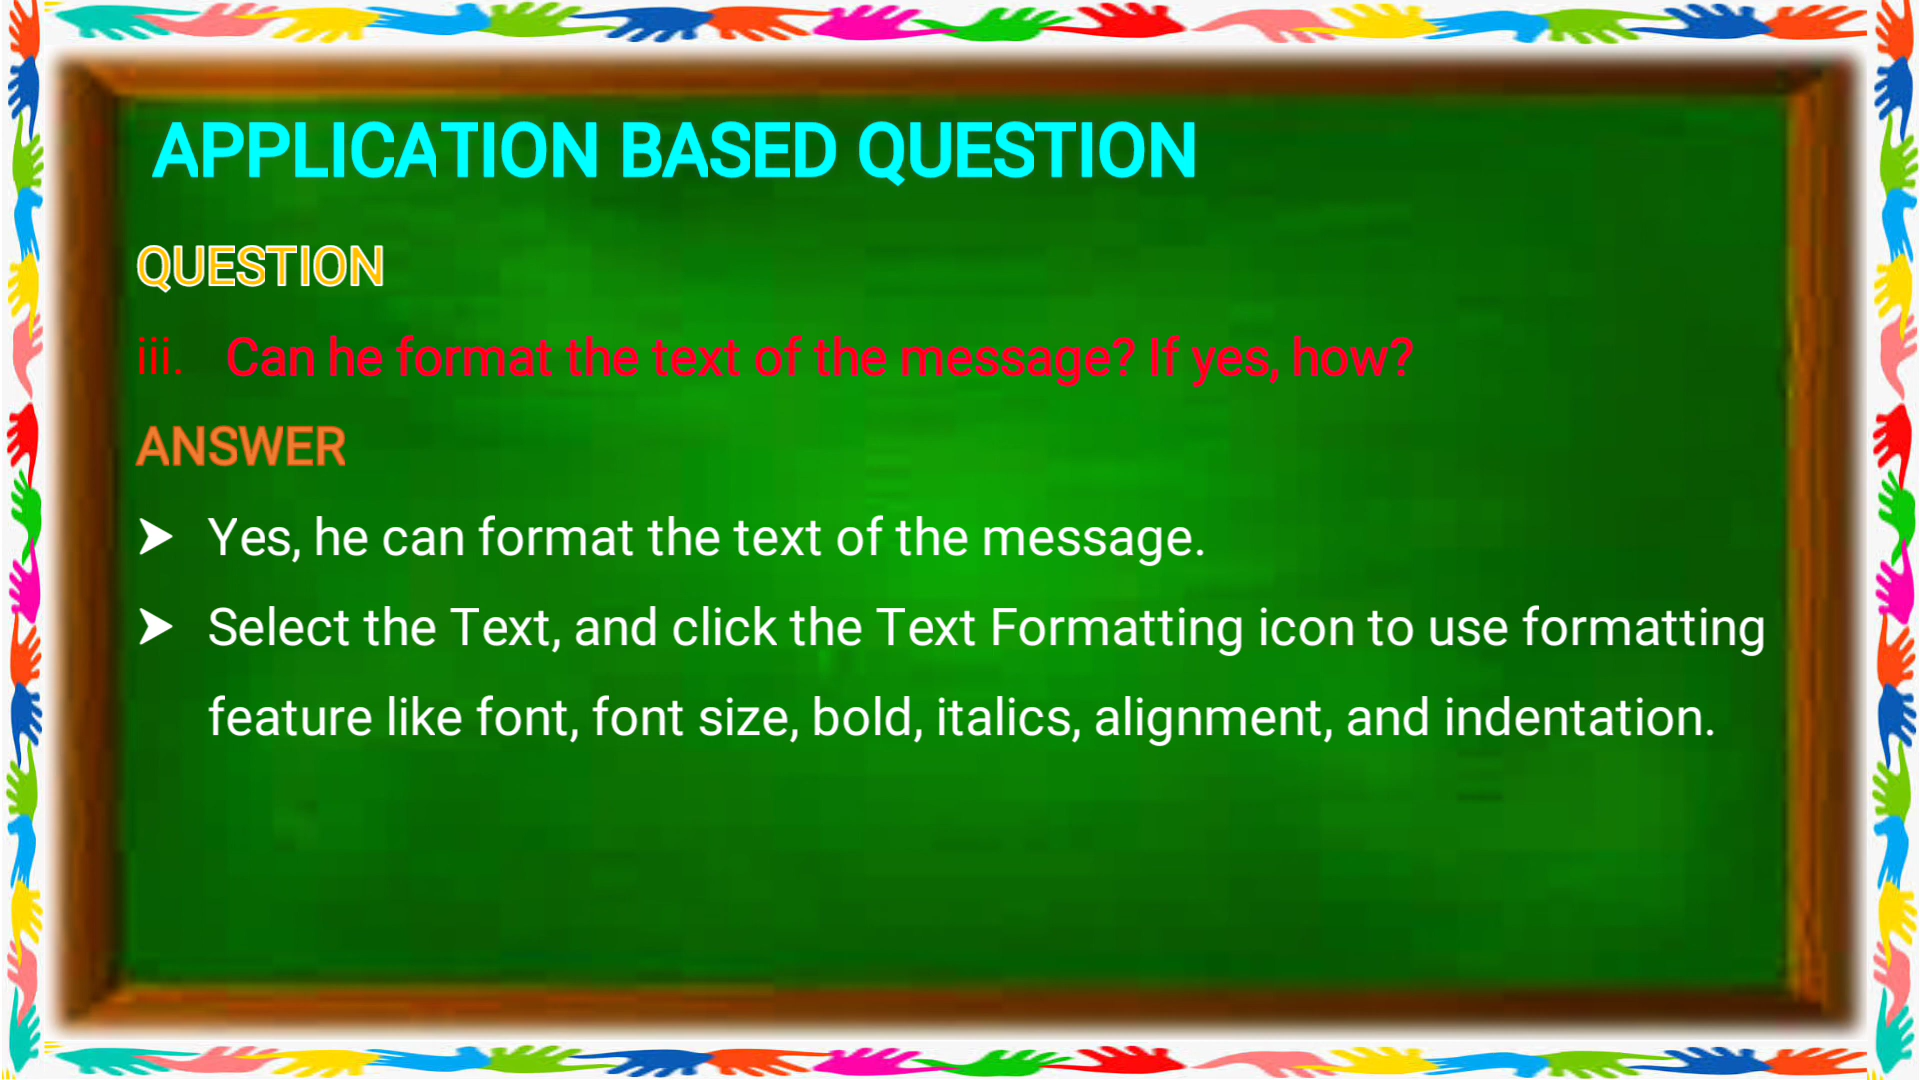 APPLICATION BASED QUESTION
QUESTION
iii. Can he format the text of the message? If yes, how?
ANSWER
➤ Yes, he can format the text of the message.
➤ Select the Text, and click the Text Formatting icon to use formatting
feature like font, font size, bold, italics, alignment, and indentation.